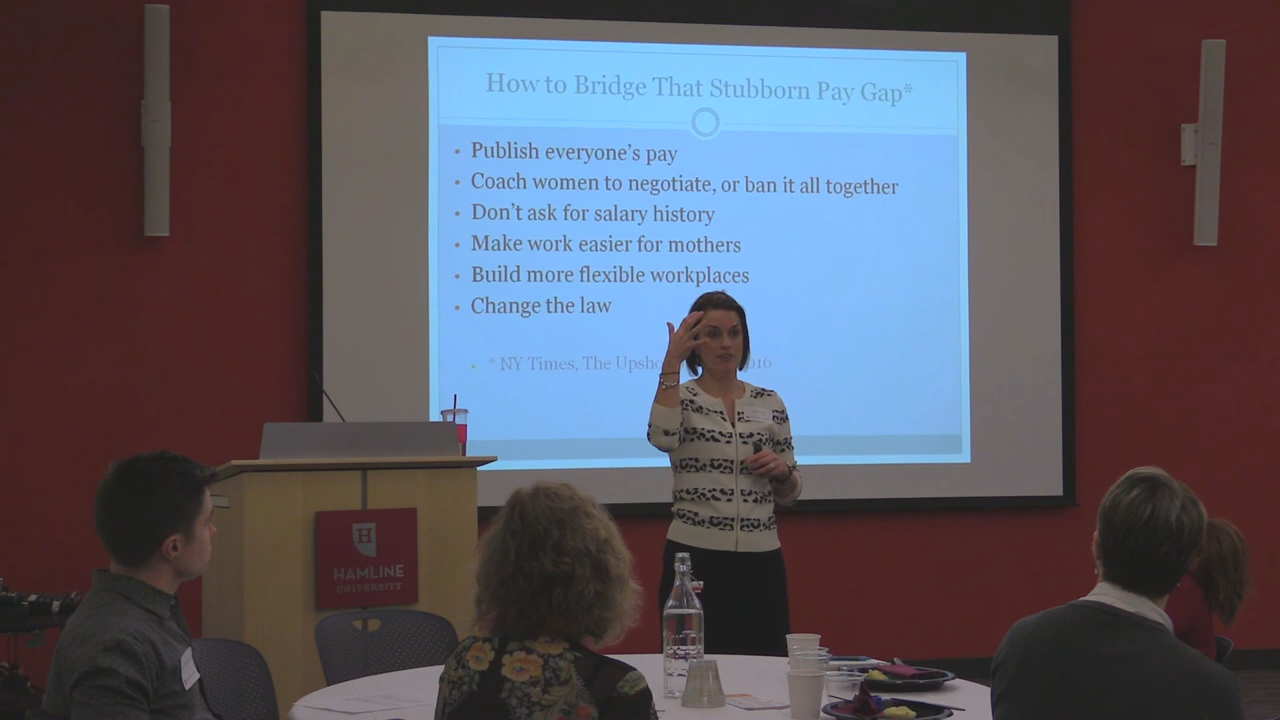 How to Bridge That Stubborn Pay Gap*
• Publish everyone's pay
• Coach women to negotiate, or ban it all together
• Don't ask for salary history
• Make work easier for mothers
• Build more flexible workplaces
• Change the law
• * NY Times, The
H
HAMLINE
UNIVERSITY